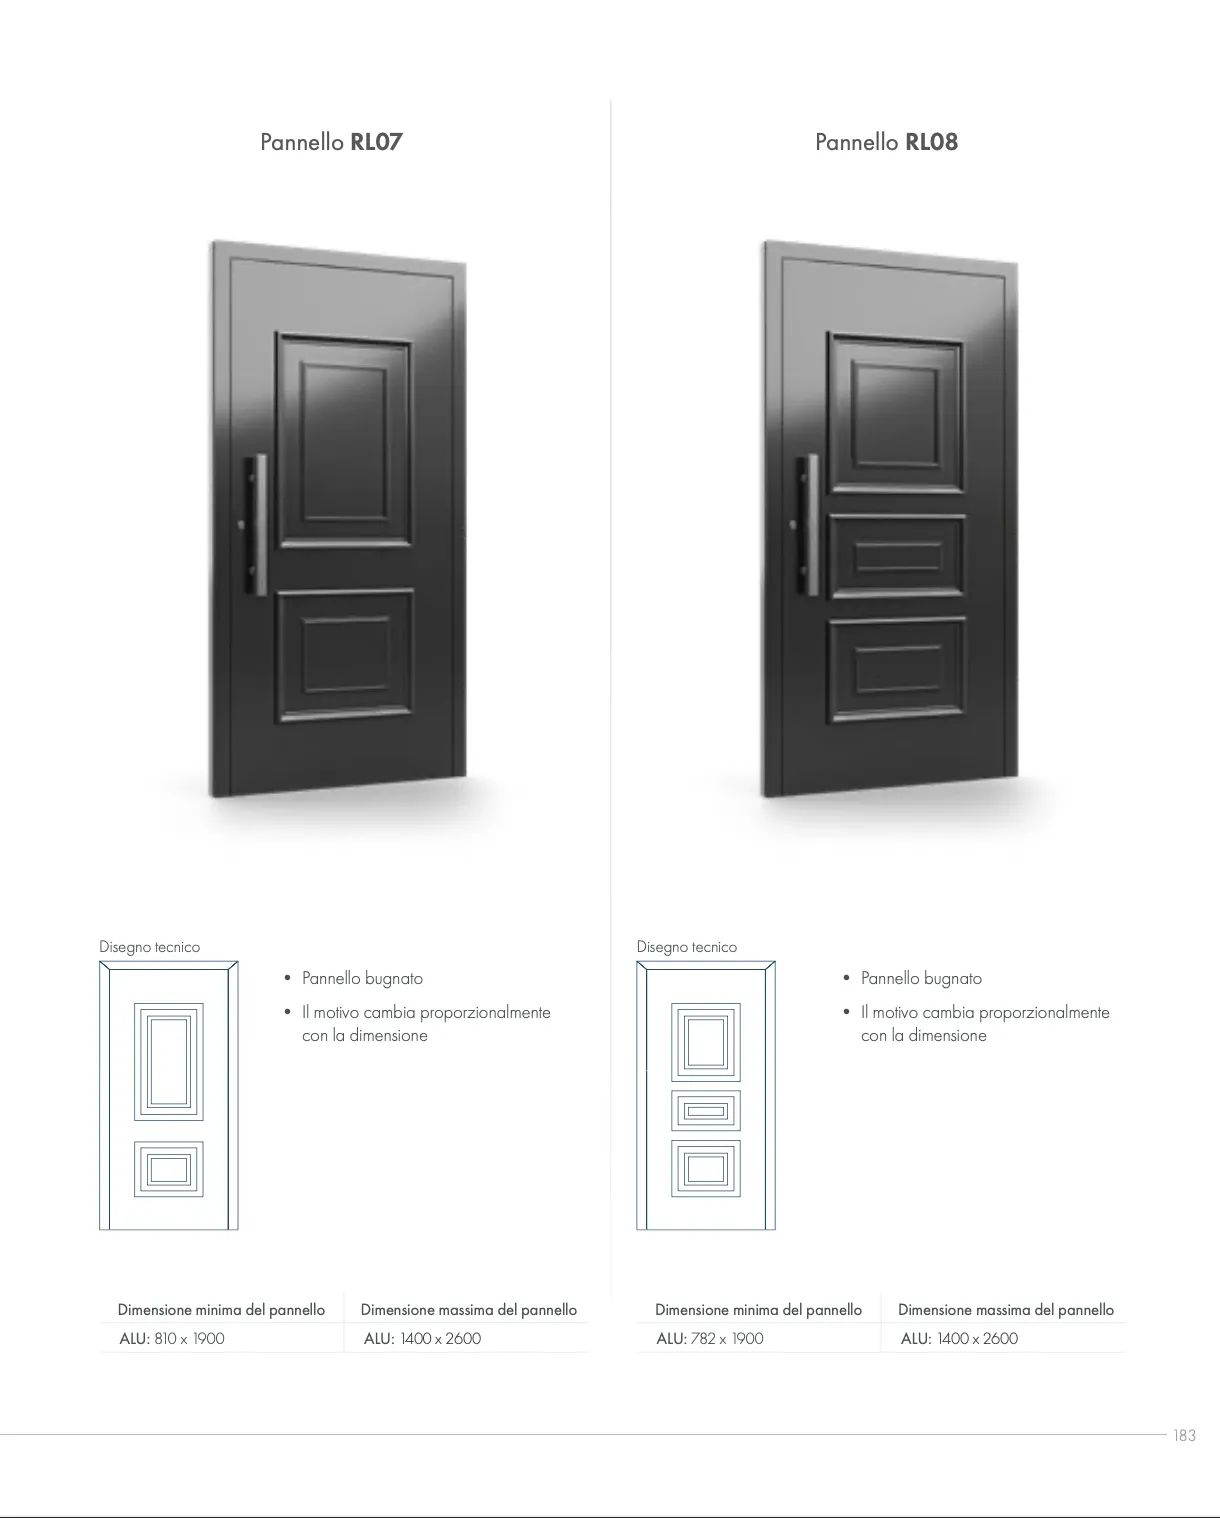 Pannello RL07
Disegno tecnico
• Pannello bugnato
• Il motivo cambia proporzionalmente
con la dimensione
Dimensione minima del pannello
Dimensione massima del pannello
ALU: 810 x 1900
ALU: 1400 x 2600
Pannello RL08
Disegno tecnico
• Pannello bugnato
• Il motivo cambia proporzionalmente
con la dimensione
Dimensione minima del pannello
Dimensione massima del pannello
ALU: 782 x 1900
ALU: 1400 x 2600
183